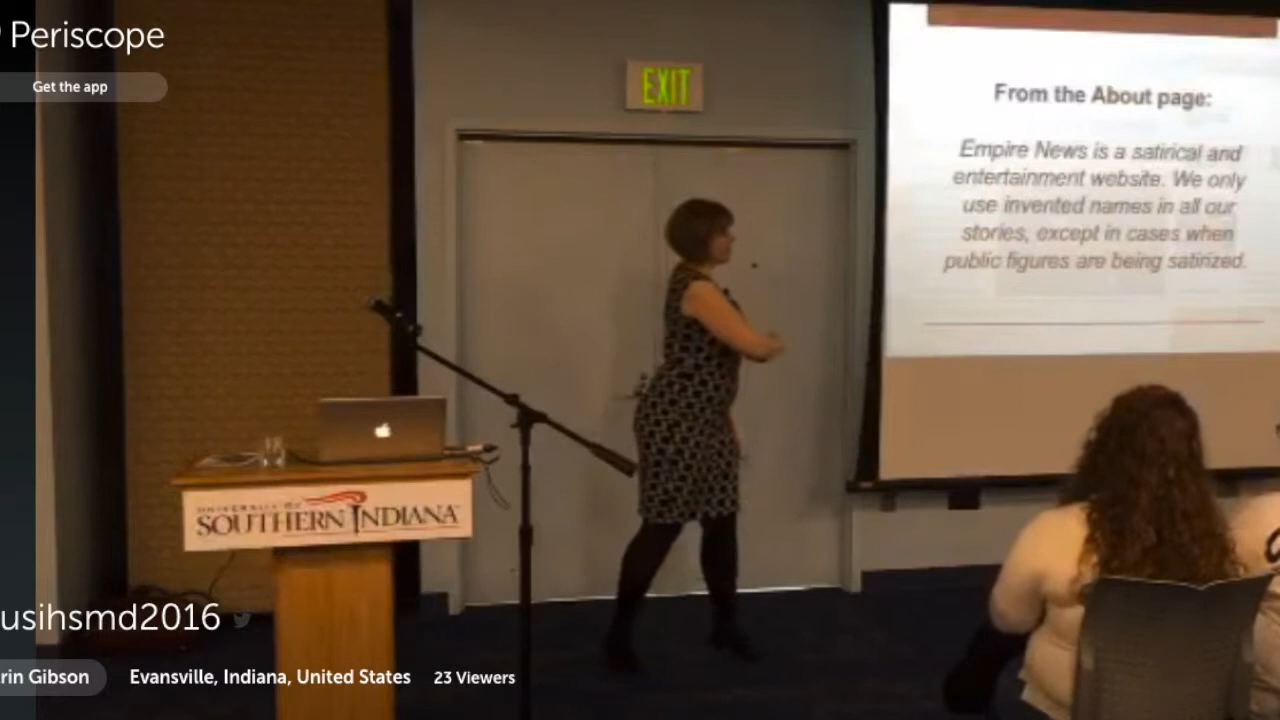 Periscope
Get the app
EXIT
From the About page:
Empire News is a satirical and
entertainment website. We only
use invented names in all our
stories, except in cases when
public figures are being satirized.
UNIVERSITY OF
SOUTHERN INDIANA
usihsmd2016
rin Gibson
Evansville, Indiana, United States
23 Viewers